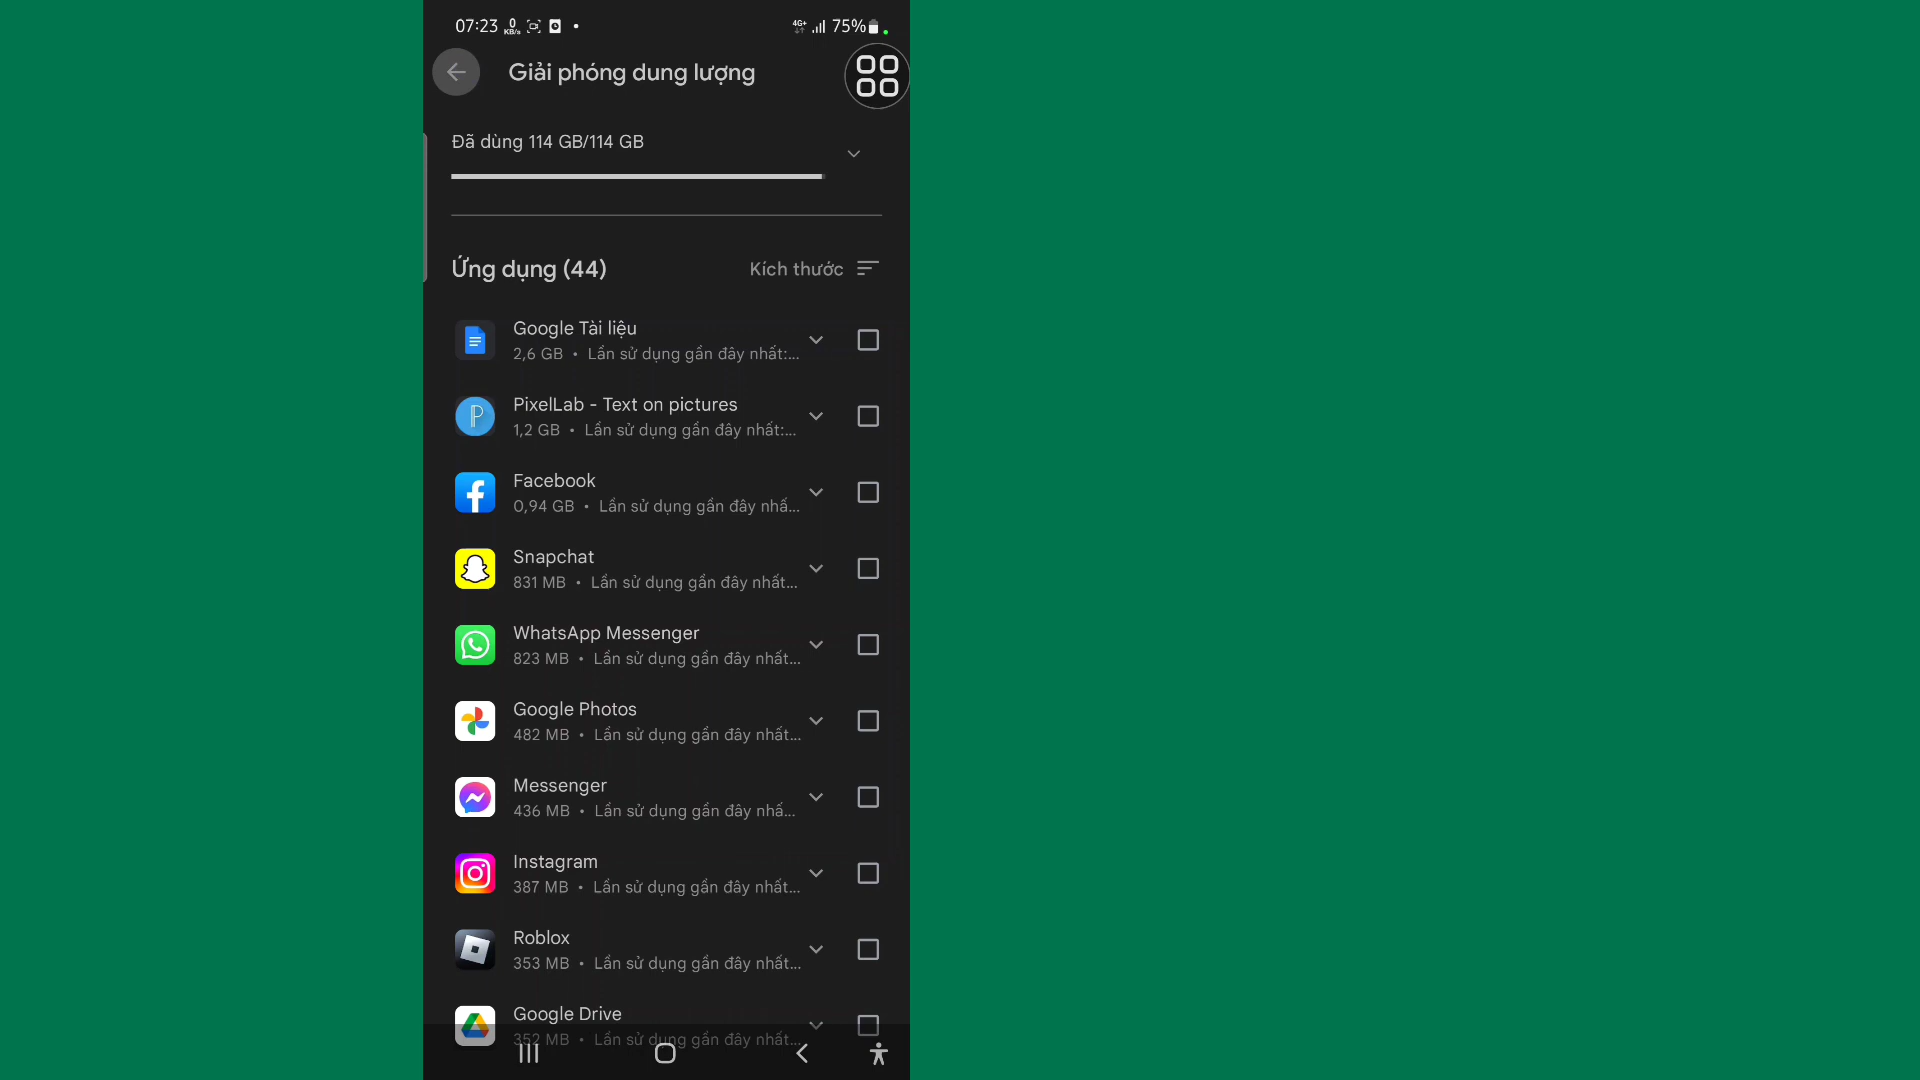 07:23 0 KB/s 4G+ 75%
Giải phóng dung lượng
Đã dùng 114 GB/114 GB
Ứng dụng (44) Kích thước
Google Tài liệu
2,6 GB • Lần sử dụng gần đây nhất:...
PixelLab - Text on pictures
1,2 GB • Lần sử dụng gần đây nhất:...
Facebook
0,94 GB • Lần sử dụng gần đây nhấ...
Snapchat
831 MB • Lần sử dụng gần đây nhất...
WhatsApp Messenger
823 MB • Lần sử dụng gần đây nhất...
Google Photos
482 MB • Lần sử dụng gần đây nhất...
Messenger
436 MB • Lần sử dụng gần đây nhấ...
Instagram
387 MB • Lần sử dụng gần đây nhất...
Roblox
353 MB • Lần sử dụng gần đây nhất...
Google Drive
352 MB • Lần sử dụng gần đây nhất...